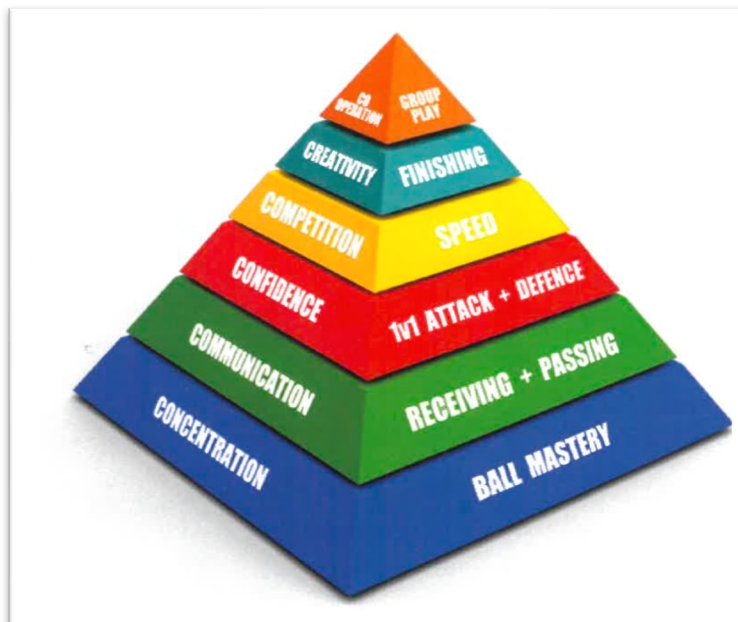 CO
OPERATION
GROUP
PLAY
CREATIVITY
FINISHING
COMPETITION
SPEED
CONFIDENCE
1v1 ATTACK + DEFENCE
COMMUNICATION
RECEIVING + PASSING
CONCENTRATION
BALL MASTERY